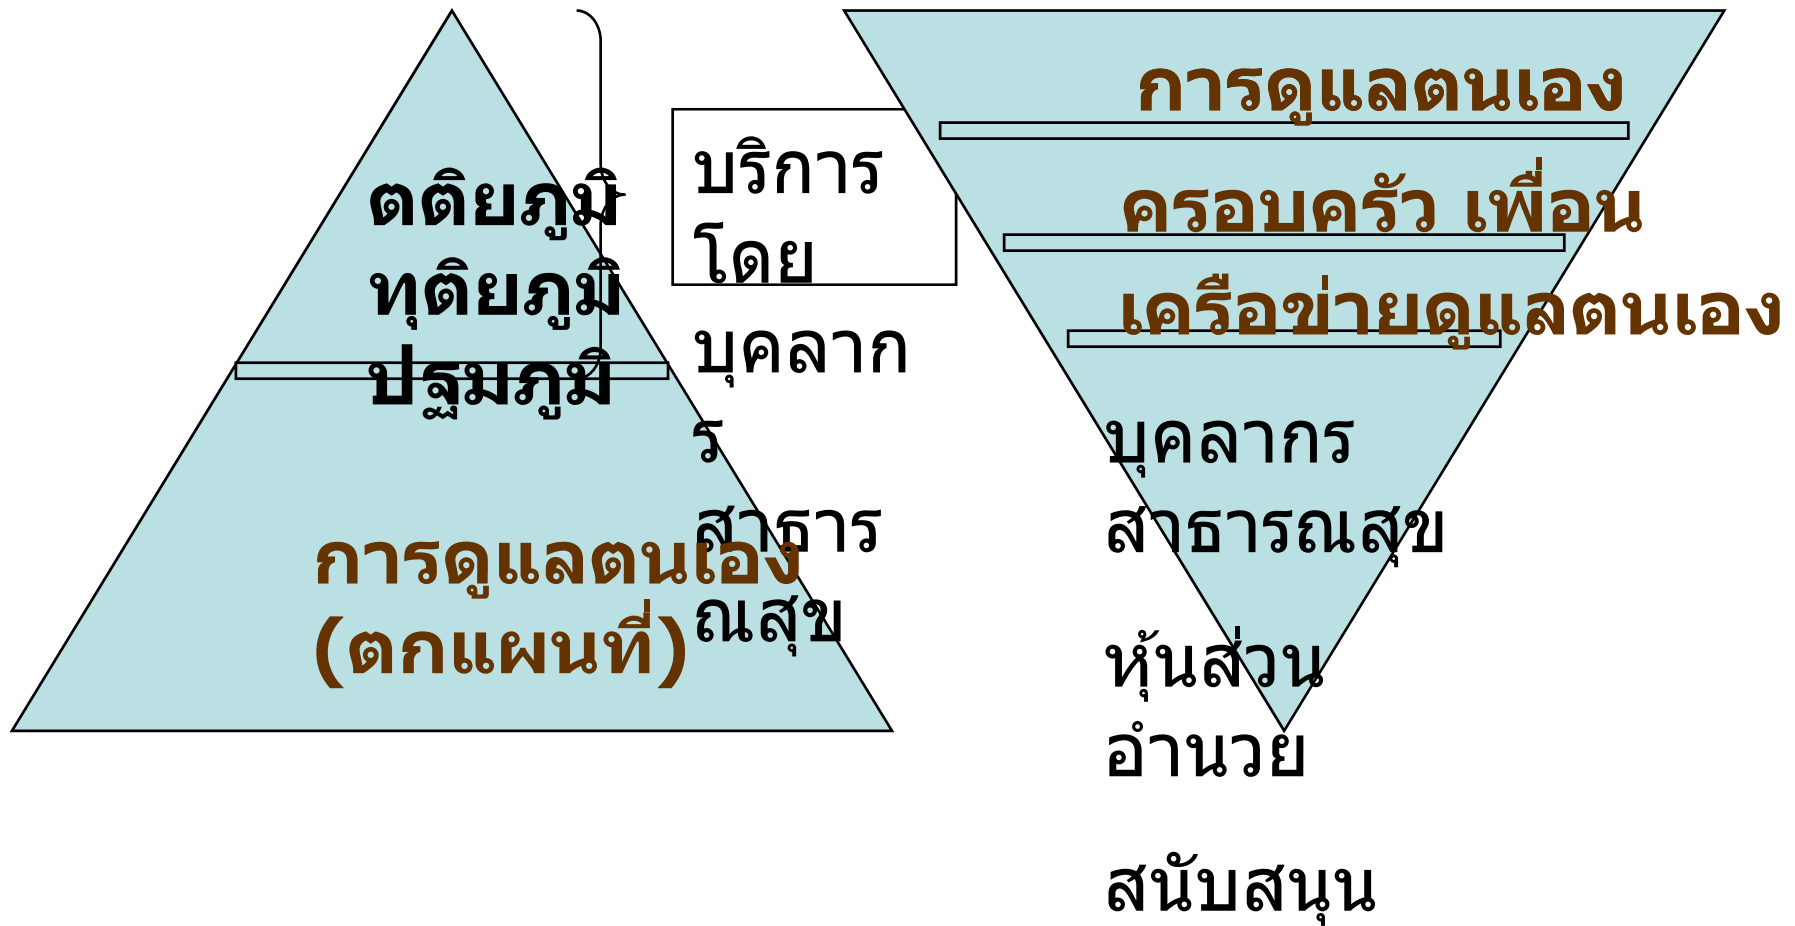 ตติยภูมิ
ทุติยภูมิ
ปฐมภูมิ
การดูแลตนเอง
(ตกแผนที่)
บริการ
โดย
บุคลาก
ร
สาธาร
ณสุข
การดูแลตนเอง
ครอบครัว เพื่อน
เครือข่ายดูแลตนเอง
บุคลากร
สาธารณสุข
หุ้นส่วน
อำนวย
สนับสนุน